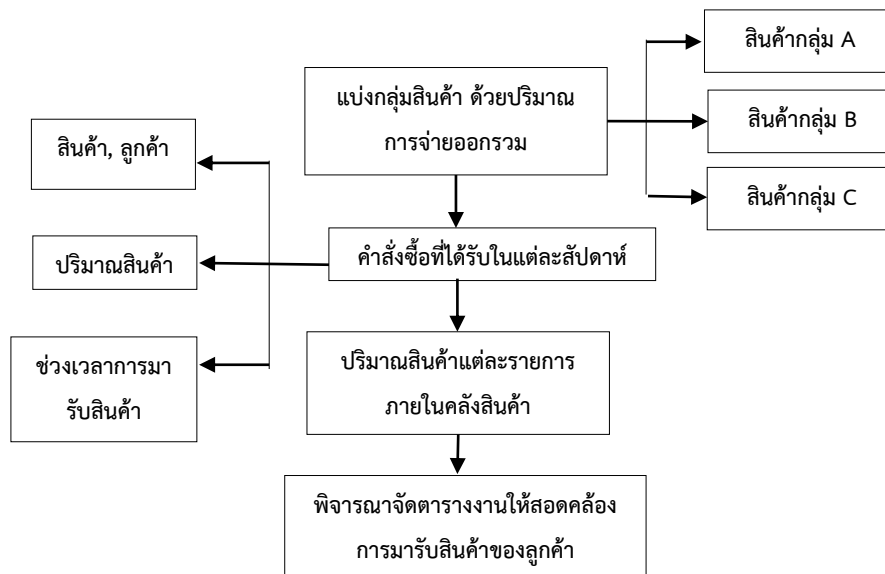 สินค้ากลุ่ม A
แบ่งกลุ่มสินค้า ด้วยปริมาณ
การจ่ายออกรวม
สินค้ากลุ่ม B
สินค้ากลุ่ม C
สินค้า, ลูกค้า
คำสั่งซื้อที่ได้รับในแต่ละสัปดาห์
ปริมาณสินค้า
ช่วงเวลาการมา
รับสินค้า
ปริมาณสินค้าแต่ละรายการ
ภายในคลังสินค้า
พิจารณาจัดตารางงานให้สอดคล้อง
การมารับสินค้าของลูกค้า